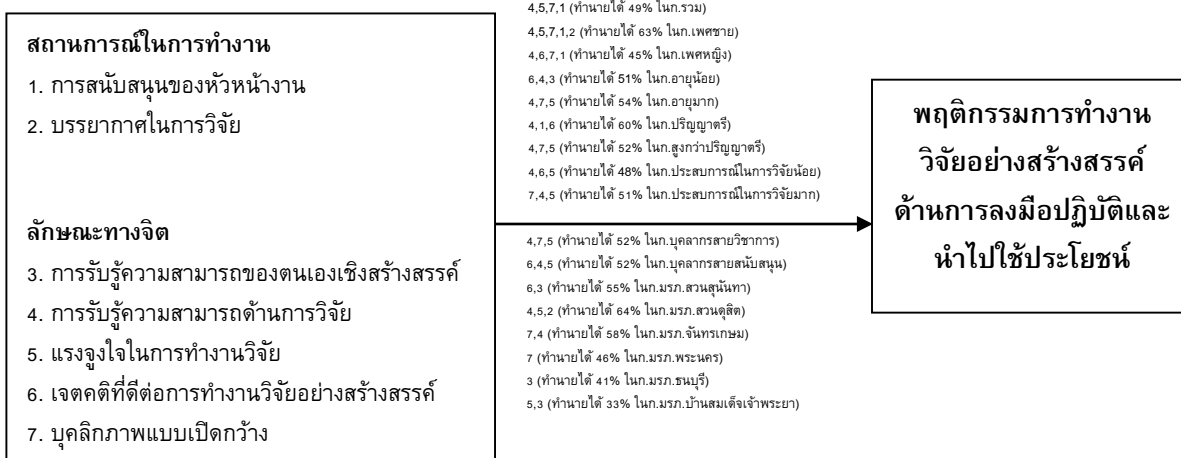 สถานการณ์ในการทำงาน
1. การสนับสนุนของหัวหน้างาน
2. บรรยากาศในการวิจัย
ลักษณะทางจิต
3. การรับรู้ความสามารถของตนเองเชิงสร้างสรรค์
4. การรับรู้ความสามารถด้านการวิจัย
5. แรงจูงใจในการทำงานวิจัย
6. เจตคติที่ดีต่อการทำงานวิจัยอย่างสร้างสรรค์
7. บุคลิกภาพแบบเปิดกว้าง
4,5,7,1 (ทำนายได้ 49% ในก.รวม)
4,5,7,1,2 (ทำนายได้ 63% ในก.เพศชาย)
4,6,7,1 (ทำนายได้ 45% ในก.เพศหญิง)
6,4,3 (ทำนายได้ 51% ในก.อายุน้อย)
4,7,5 (ทำนายได้ 54% ในก.อายุมาก)
4,1,6 (ทำนายได้ 60% ในก.ปริญญาตรี)
4,7,5 (ทำนายได้ 52% ในก.สูงกว่าปริญญาตรี)
4,6,5 (ทำนายได้ 48% ในก.ประสบการณ์ในการวิจัยน้อย)
7,4,5 (ทำนายได้ 51% ในก.ประสบการณ์ในการวิจัยมาก)
4,7,5 (ทำนายได้ 52% ในก.บุคลากรสายวิชาการ)
6,4,5 (ทำนายได้ 52% ในก.บุคลากรสายสนับสนุน)
6,3 (ทำนายได้ 55% ในก.มรภ.สวนสุนันทา)
4,5,2 (ทำนายได้ 64% ในก.มรภ.สวนดุสิต)
7,4 (ทำนายได้ 58% ในก.มรภ.จันทรเกษม)
7 (ทำนายได้ 46% ในก.มรภ.พระนคร)
3 (ทำนายได้ 41% ในก.มรภ.ธนบุรี)
5,3 (ทำนายได้ 33% ในก.มรภ.บ้านสมเด็จเจ้าพระยา)
พฤติกรรมการทำงาน
วิจัยอย่างสร้างสรรค์
ด้านการลงมือปฏิบัติและ
นำไปใช้ประโยชน์